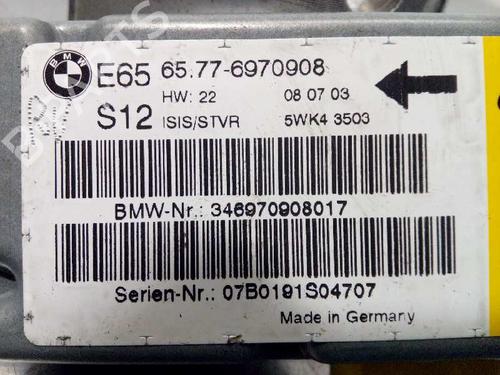 BMW
E65 65.77-6970908
HW: 22 08 07 03
S12 ISIS/STVR 5WK4 3503
BMW-Nr.: 346970908017
Serien-Nr.: 07B0191S04707
Made in Germany